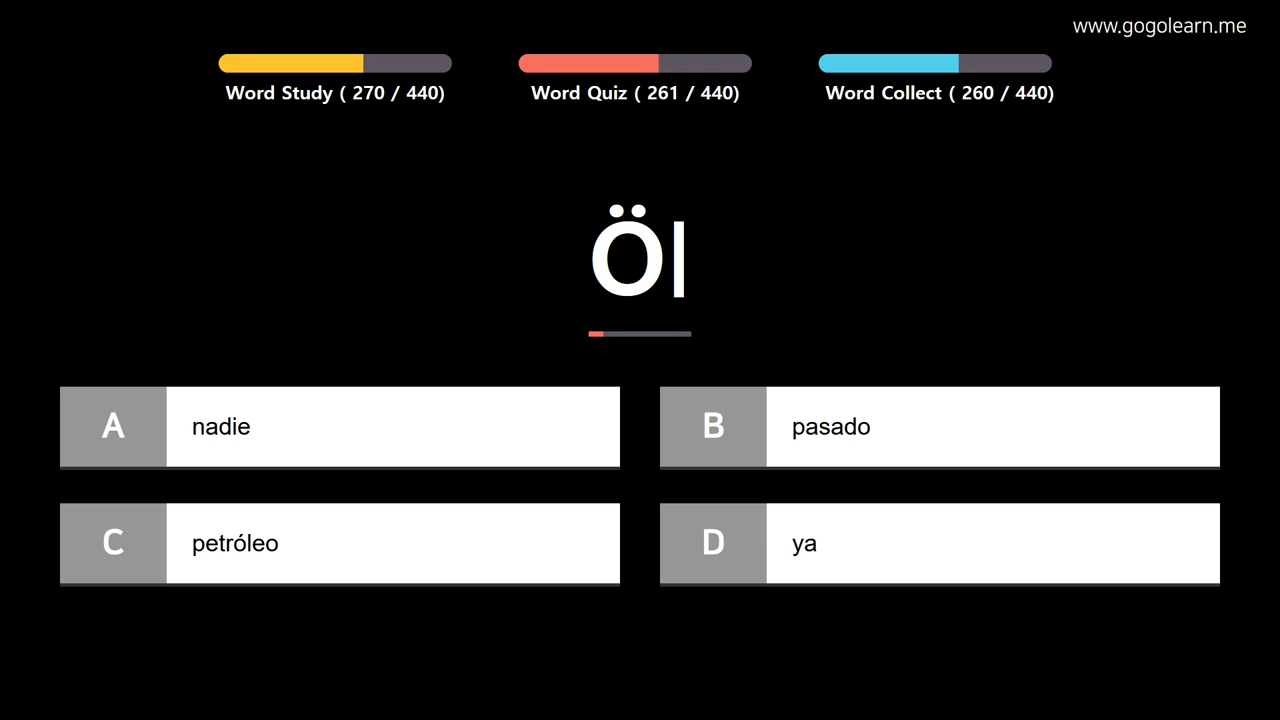 www.gogolearn.me
Word Study ( 270 / 440)
Word Quiz ( 261 / 440)
Word Collect ( 260 / 440)
Öl
A nadie
B pasado
C petróleo
D ya